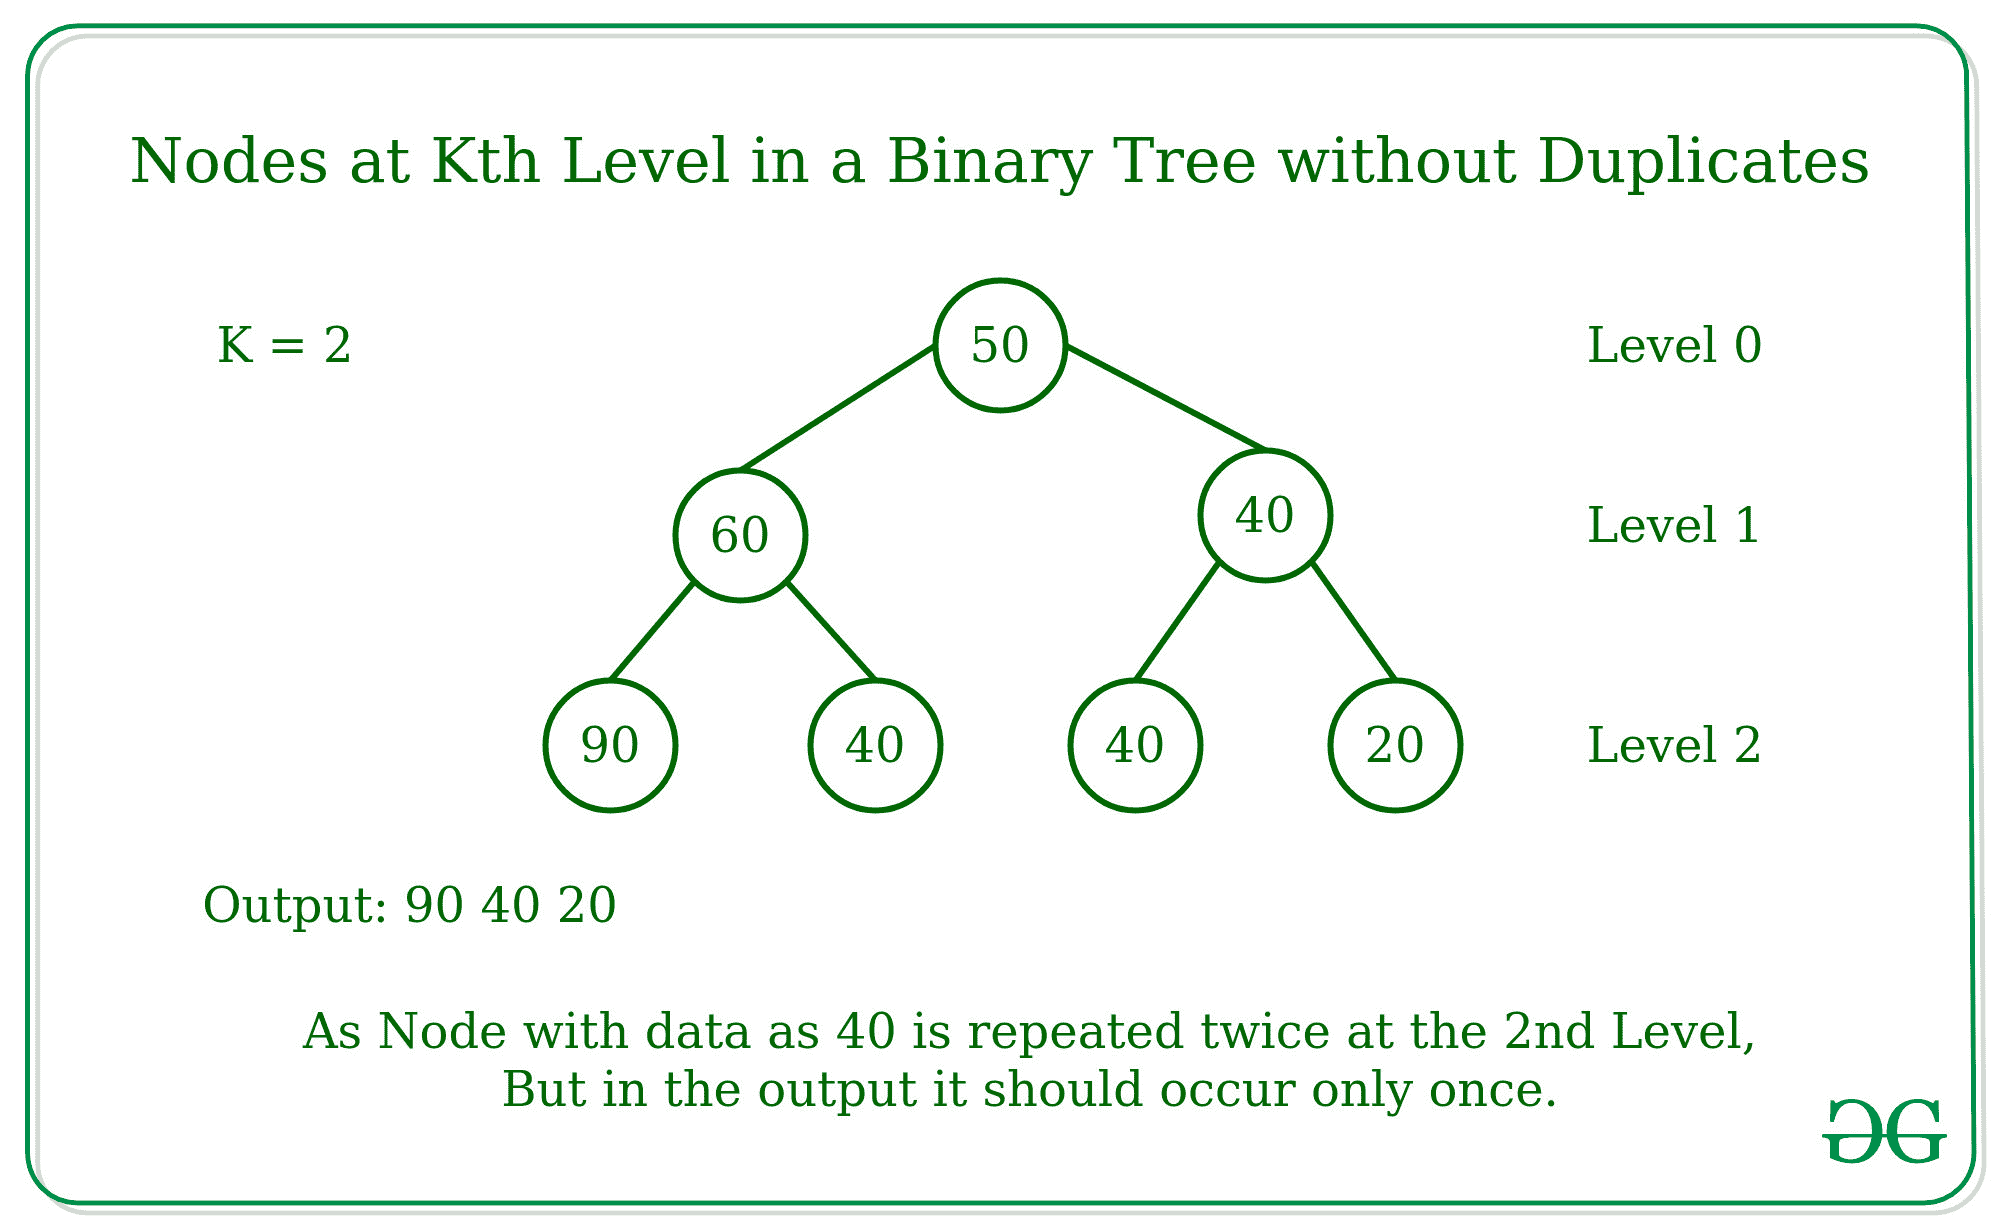 Nodes at Kth Level in a Binary Tree without Duplicates
K = 2
50
Level 0
60
40
Level 1
90
40
40
20
Level 2
Output: 90 40 20
As Node with data as 40 is repeated twice at the 2nd Level,
But in the output it should occur only once.